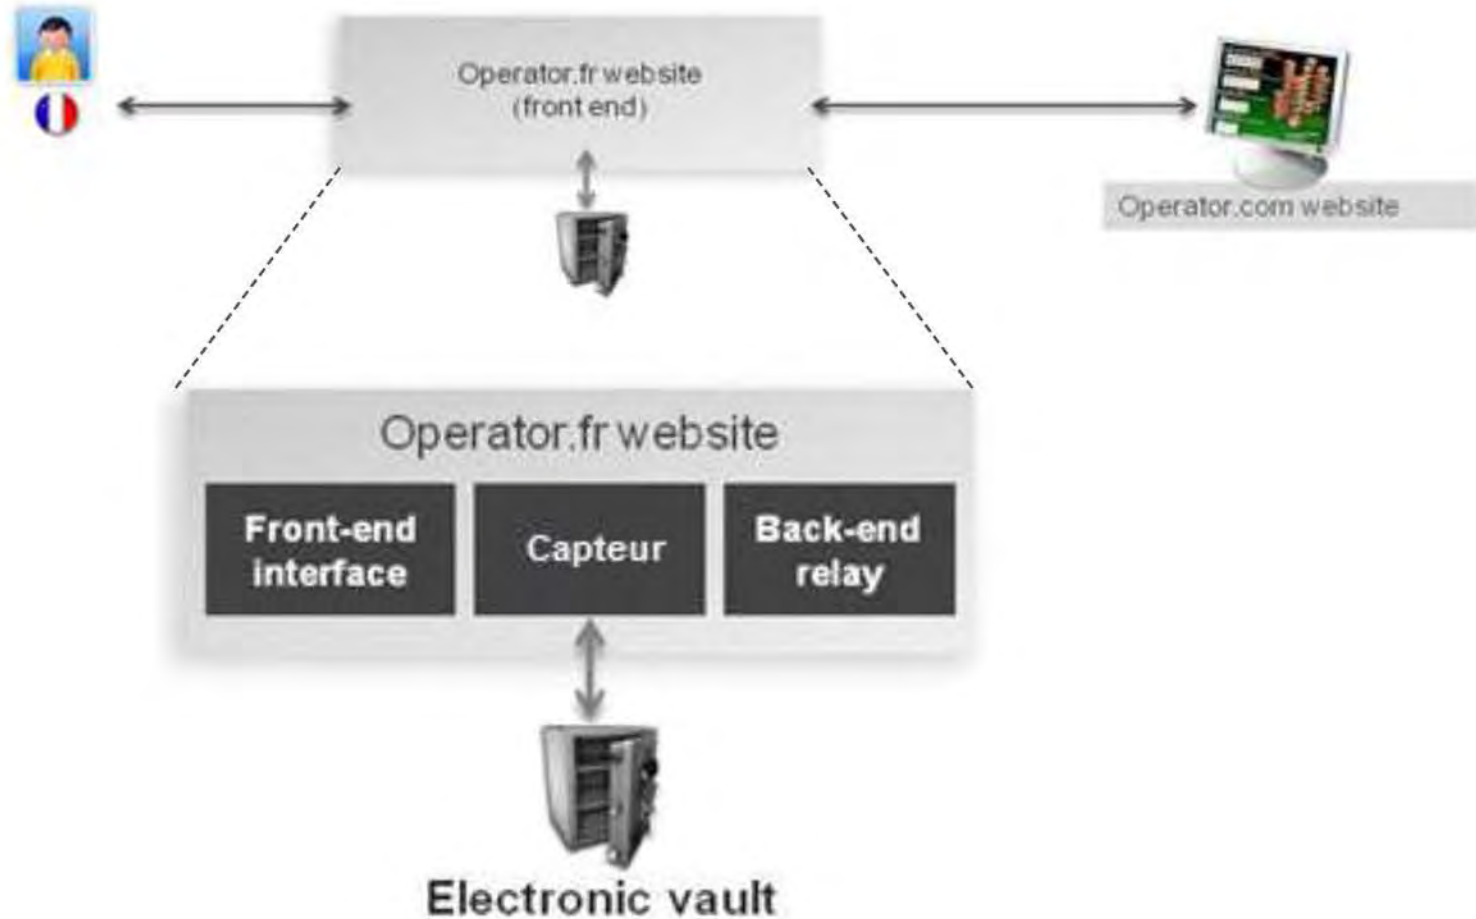 Operator.fr website
(front end)
Operator.com website
Operator.fr website
Front-end
interface
Capteur
Back-end
relay
Electronic vault